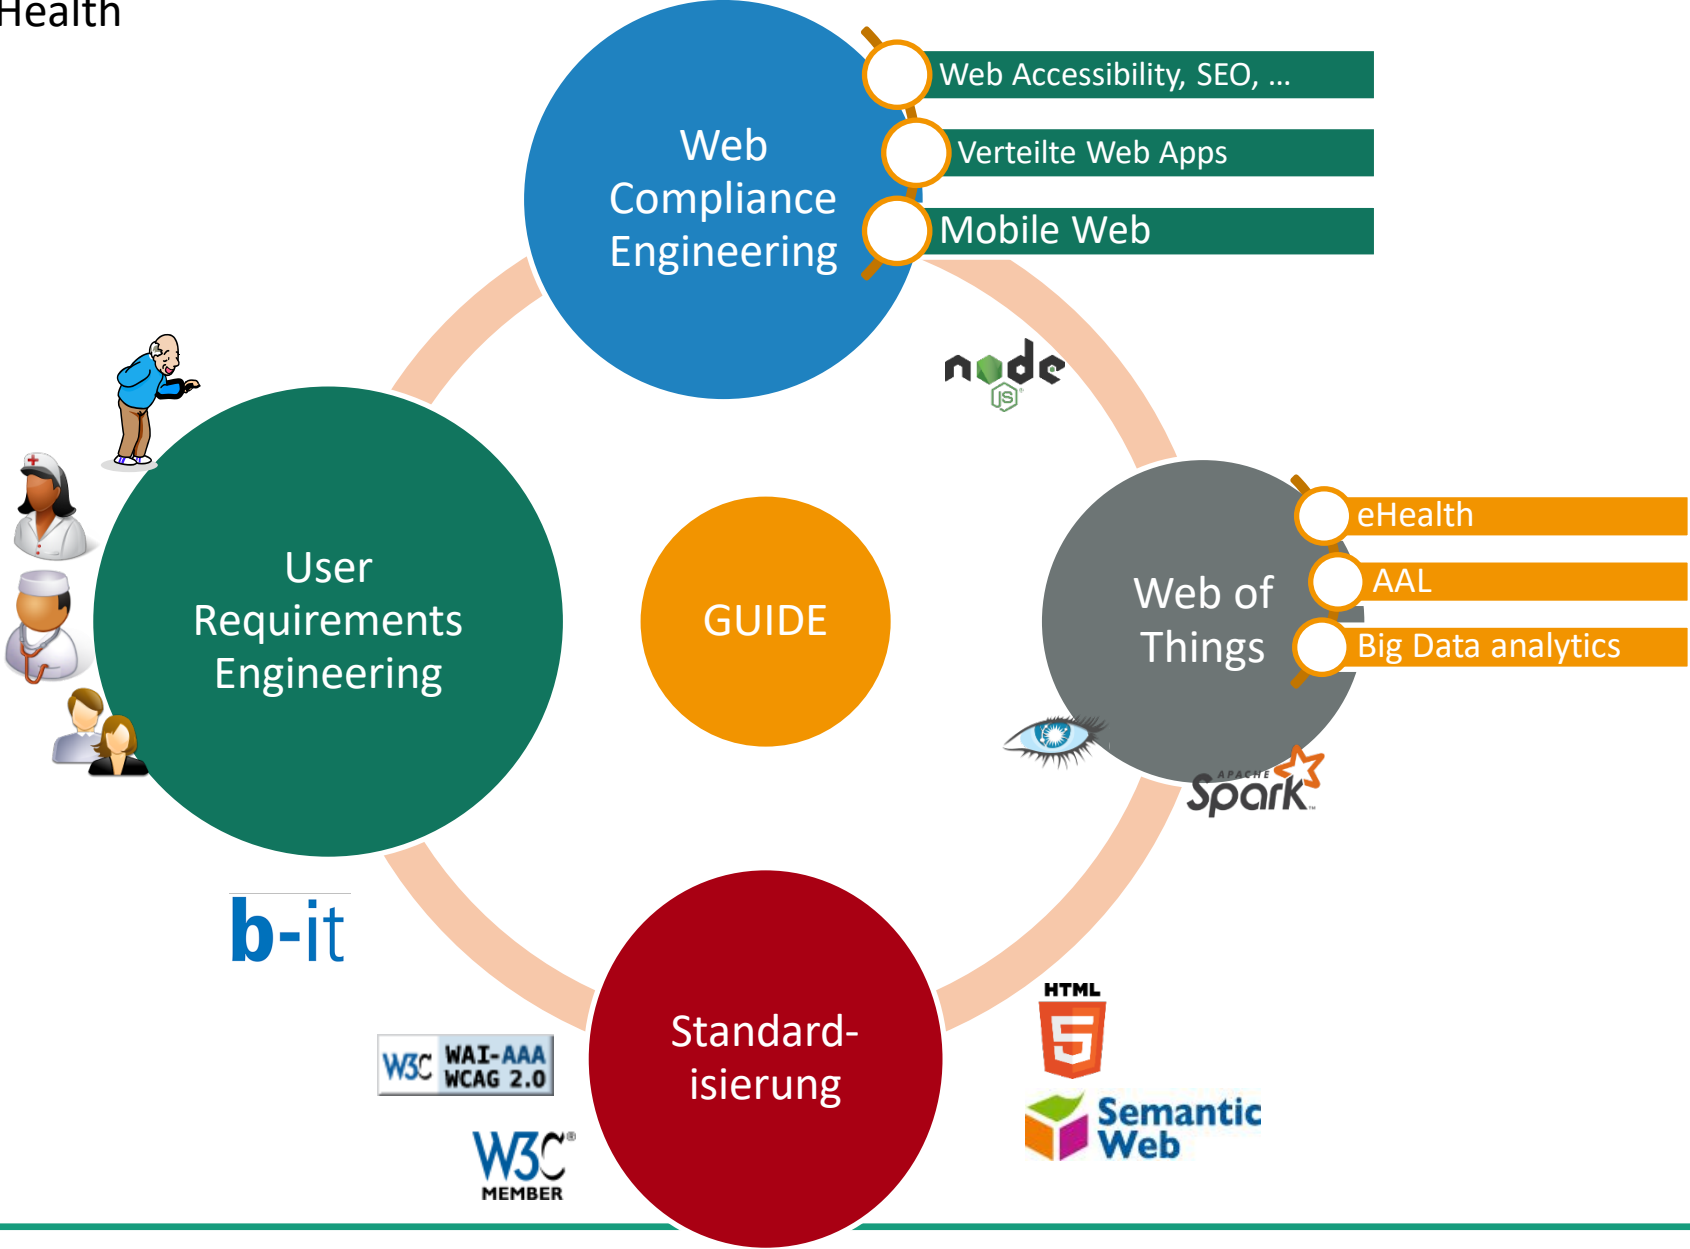 Health
Web Accessibility, SEO, ...
Web
Compliance
Engineering
Verteilte Web Apps
Mobile Web
node
JS
eHealth
AAL
Big Data analytics
Web of
Things
User
Requirements
Engineering
GUIDE
APACHE
Spark™
b-it
Standard-
isierung
HTML
5
W3C WAI-AAA
WCAG 2.0
Semantic
Web
W3C®
MEMBER